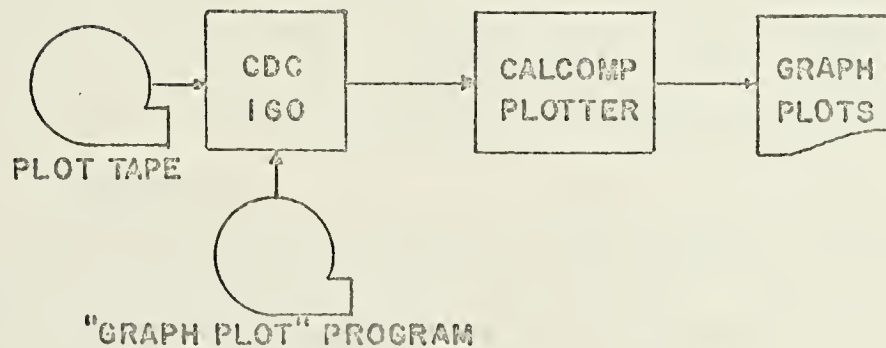 CDC
160
CALCOMP
PLOTTER
GRAPH
PLOTS
PLOT TAPE
"GRAPH PLOT" PROGRAM